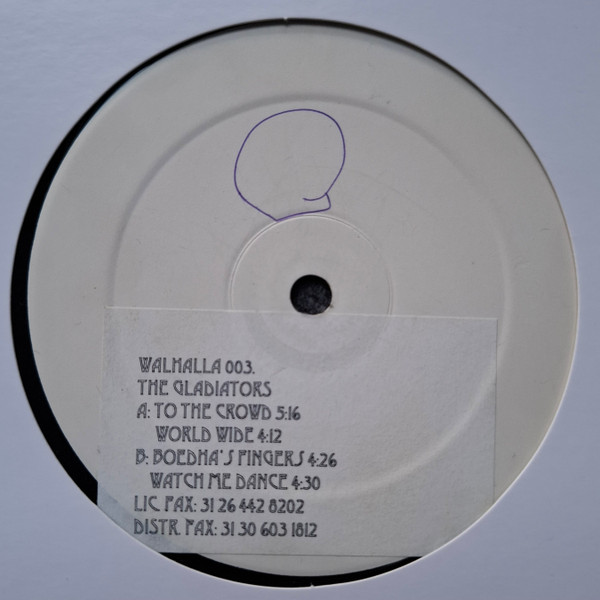 WALHALLA 003.
THE GLADIATORS
A: TO THE CROWD 5:16
WORLD WIDE 4:12
B: BOEDHA'S FINGERS 4:26
WATCH ME DANCE 4:30
LIC FAX: 31 26 442 8202
DISTR. FAX: 31 30 603 1812